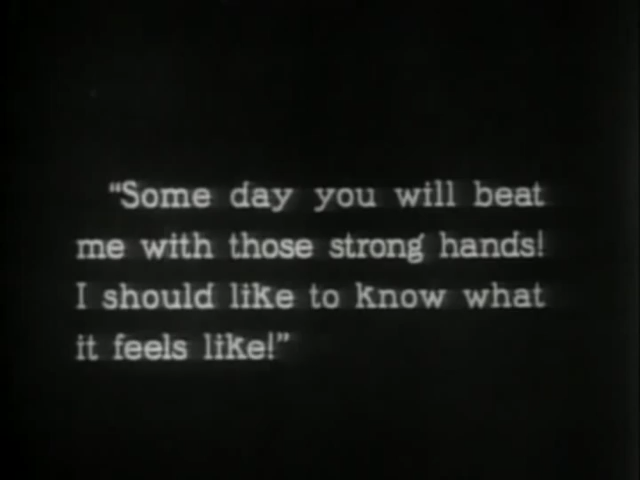 “Some day you will beat
me with those strong hands!
I should like to know what
it feels like!”